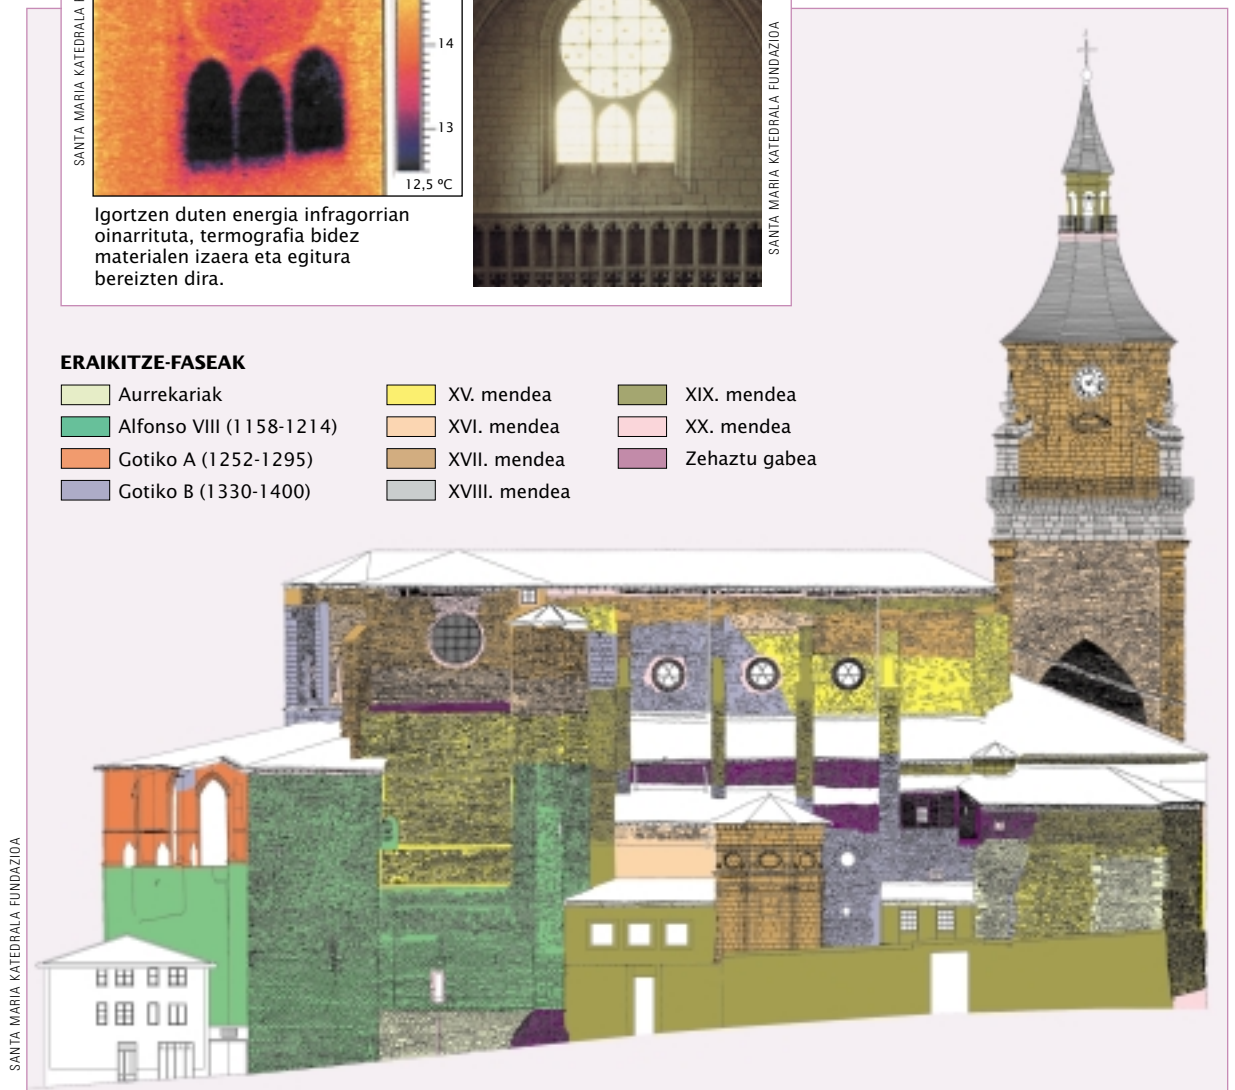 SANTA MARIA KATEDRALA
14
13
12,5 ºC
Igortzen duten energia infragorrian
oinarrituta, termografia bidez
materialen izaera eta egitura
bereizten dira.
SANTA MARIA KATEDRALA FUNDAZIOA
ERAIKITZE-FASEAK
Aurrekariak
Alfonso VIII (1158-1214)
Gotiko A (1252-1295)
Gotiko B (1330-1400)
XV. mendea
XVI. mendea
XVII. mendea
XVIII. mendea
XIX. mendea
XX. mendea
Zehaztu gabea
SANTA MARIA KATEDRALA FUNDAZIOA